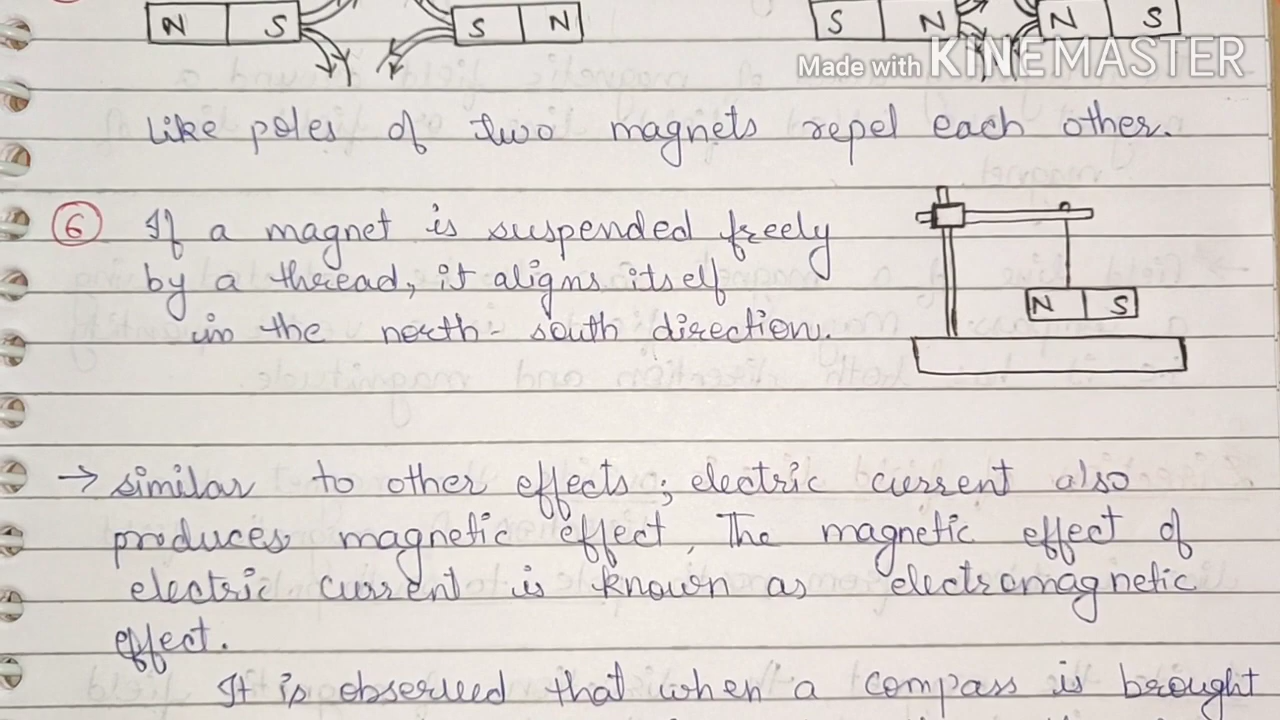 N S S N S N N S
Made with KINEMASTER
Like poles of two magnets repel each other.
6 If a magnet is suspended freely
by a thread, it aligns itself
in the north-south direction.
N S
→ similar to other effects; electric current also
produces magnetic effect, The magnetic effect of
electric current is known as electromagnetic
effect.
It is observed that when a compass is brought